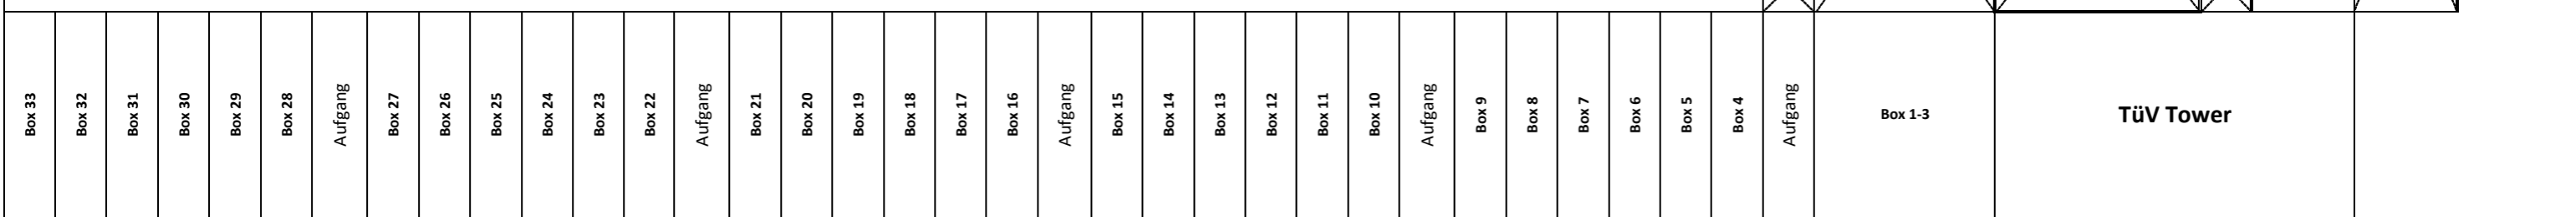 Box 33
Box 32
Box 31
Box 30
Box 29
Box 28
Aufgang
Box 27
Box 26
Box 25
Box 24
Box 23
Box 22
Aufgang
Box 21
Box 20
Box 19
Box 18
Box 17
Box 16
Aufgang
Box 15
Box 14
Box 13
Box 12
Box 11
Box 10
Aufgang
Box 9
Box 8
Box 7
Box 6
Box 5
Box 4
Aufgang
Box 1-3
TüV Tower